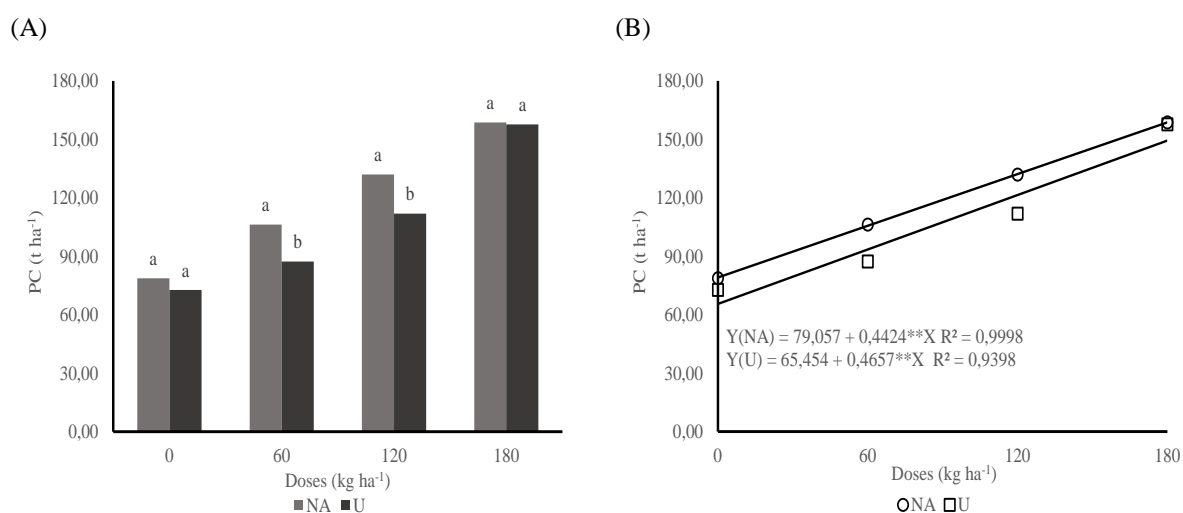 (A)
180,00
150,00
120,00
90,00
60,00
30,00
0,00
PC (t ha⁻¹)
a a
a b
a b
a a
0 60 120 180
Doses (kg ha⁻¹)
NA U
(B)
180,00
150,00
120,00
90,00
60,00
30,00
0,00
PC (t ha⁻¹)
Y(NA) = 79,057 + 0,4424**X R² = 0,9998
Y(U) = 65,454 + 0,4657**X R² = 0,9398
0 60 120 180
Doses (kg ha⁻¹)
NA U